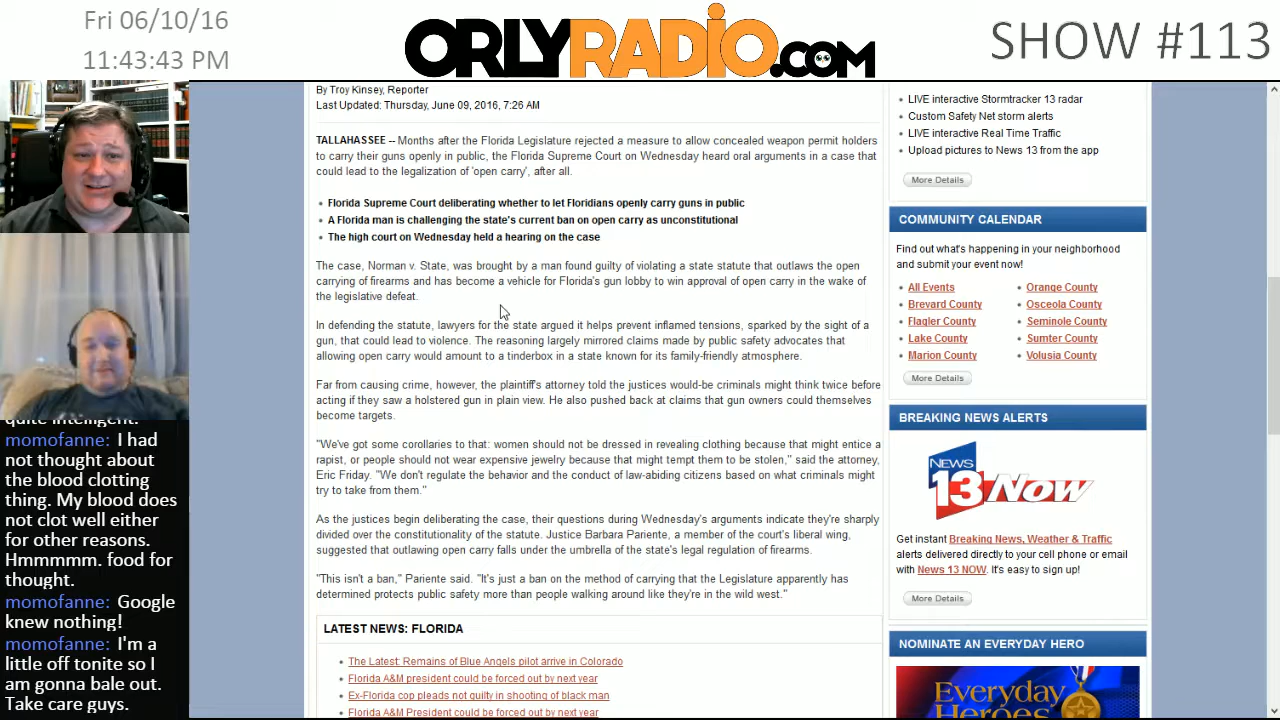 Fri 06/10/16
11:43:43 PM
ORLYRADiO.COM
SHOW #113
quite intelligent.
momofanne: I had
not thought about
the blood clotting
thing. My blood does
not clot well either
for other reasons.
Hmmmmm. food for
thought.
momofanne: Google
knew nothing!
momofanne: I'm a
little off tonite so I
am gonna bale out.
Take care guys.
By Troy Kinsey, Reporter
Last Updated: Thursday, June 09, 2016, 7:26 AM
TALLAHASSEE -- Months after the Florida Legislature rejected a measure to allow concealed weapon permit holders
to carry their guns openly in public, the Florida Supreme Court on Wednesday heard oral arguments in a case that
could lead to the legalization of 'open carry', after all.
• Florida Supreme Court deliberating whether to let Floridians openly carry guns in public
• A Florida man is challenging the state's current ban on open carry as unconstitutional
• The high court on Wednesday held a hearing on the case
The case, Norman v. State, was brought by a man found guilty of violating a state statute that outlaws the open
carrying of firearms and has become a vehicle for Florida's gun lobby to win approval of open carry in the wake of
the legislative defeat.
In defending the statute, lawyers for the state argued it helps prevent inflamed tensions, sparked by the sight of a
gun, that could lead to violence. The reasoning largely mirrored claims made by public safety advocates that
allowing open carry would amount to a tinderbox in a state known for its family-friendly atmosphere.
Far from causing crime, however, the plaintiff's attorney told the justices would-be criminals might think twice before
acting if they saw a holstered gun in plain view. He also pushed back at claims that gun owners could themselves
become targets.
"We've got some corollaries to that: women should not be dressed in revealing clothing because that might entice a
rapist, or people should not wear expensive jewelry because that might tempt them to be stolen," said the attorney,
Eric Friday. "We don't regulate the behavior and the conduct of law-abiding citizens based on what criminals might
try to take from them."
As the justices begin deliberating the case, their questions during Wednesday's arguments indicate they're sharply
divided over the constitutionality of the statute. Justice Barbara Pariente, a member of the court's liberal wing,
suggested that outlawing open carry falls under the umbrella of the state's legal regulation of firearms.
"This isn't a ban," Pariente said. "It's just a ban on the method of carrying that the Legislature apparently has
determined protects public safety more than people walking around like they're in the wild west."
LATEST NEWS: FLORIDA
• The Latest: Remains of Blue Angels pilot arrive in Colorado
• Florida A&M president could be forced out by next year
• Ex-Florida cop pleads not guilty in shooting of black man
• Florida A&M President could be forced out by next year
• LIVE interactive Stormtracker 13 radar
• Custom Safety Net storm alerts
• LIVE interactive Real Time Traffic
• Upload pictures to News 13 from the app
More Details
COMMUNITY CALENDAR
Find out what's happening in your neighborhood
and submit your event now!
• All Events
• Brevard County
• Flagler County
• Lake County
• Marion County
• Orange County
• Osceola County
• Seminole County
• Sumter County
• Volusia County
More Details
BREAKING NEWS ALERTS
NEWS
13 Now
Get instant Breaking News, Weather & Traffic
alerts delivered directly to your cell phone or email
with News 13 NOW. It's easy to sign up!
More Details
NOMINATE AN EVERYDAY HERO
Everyday
Heroes